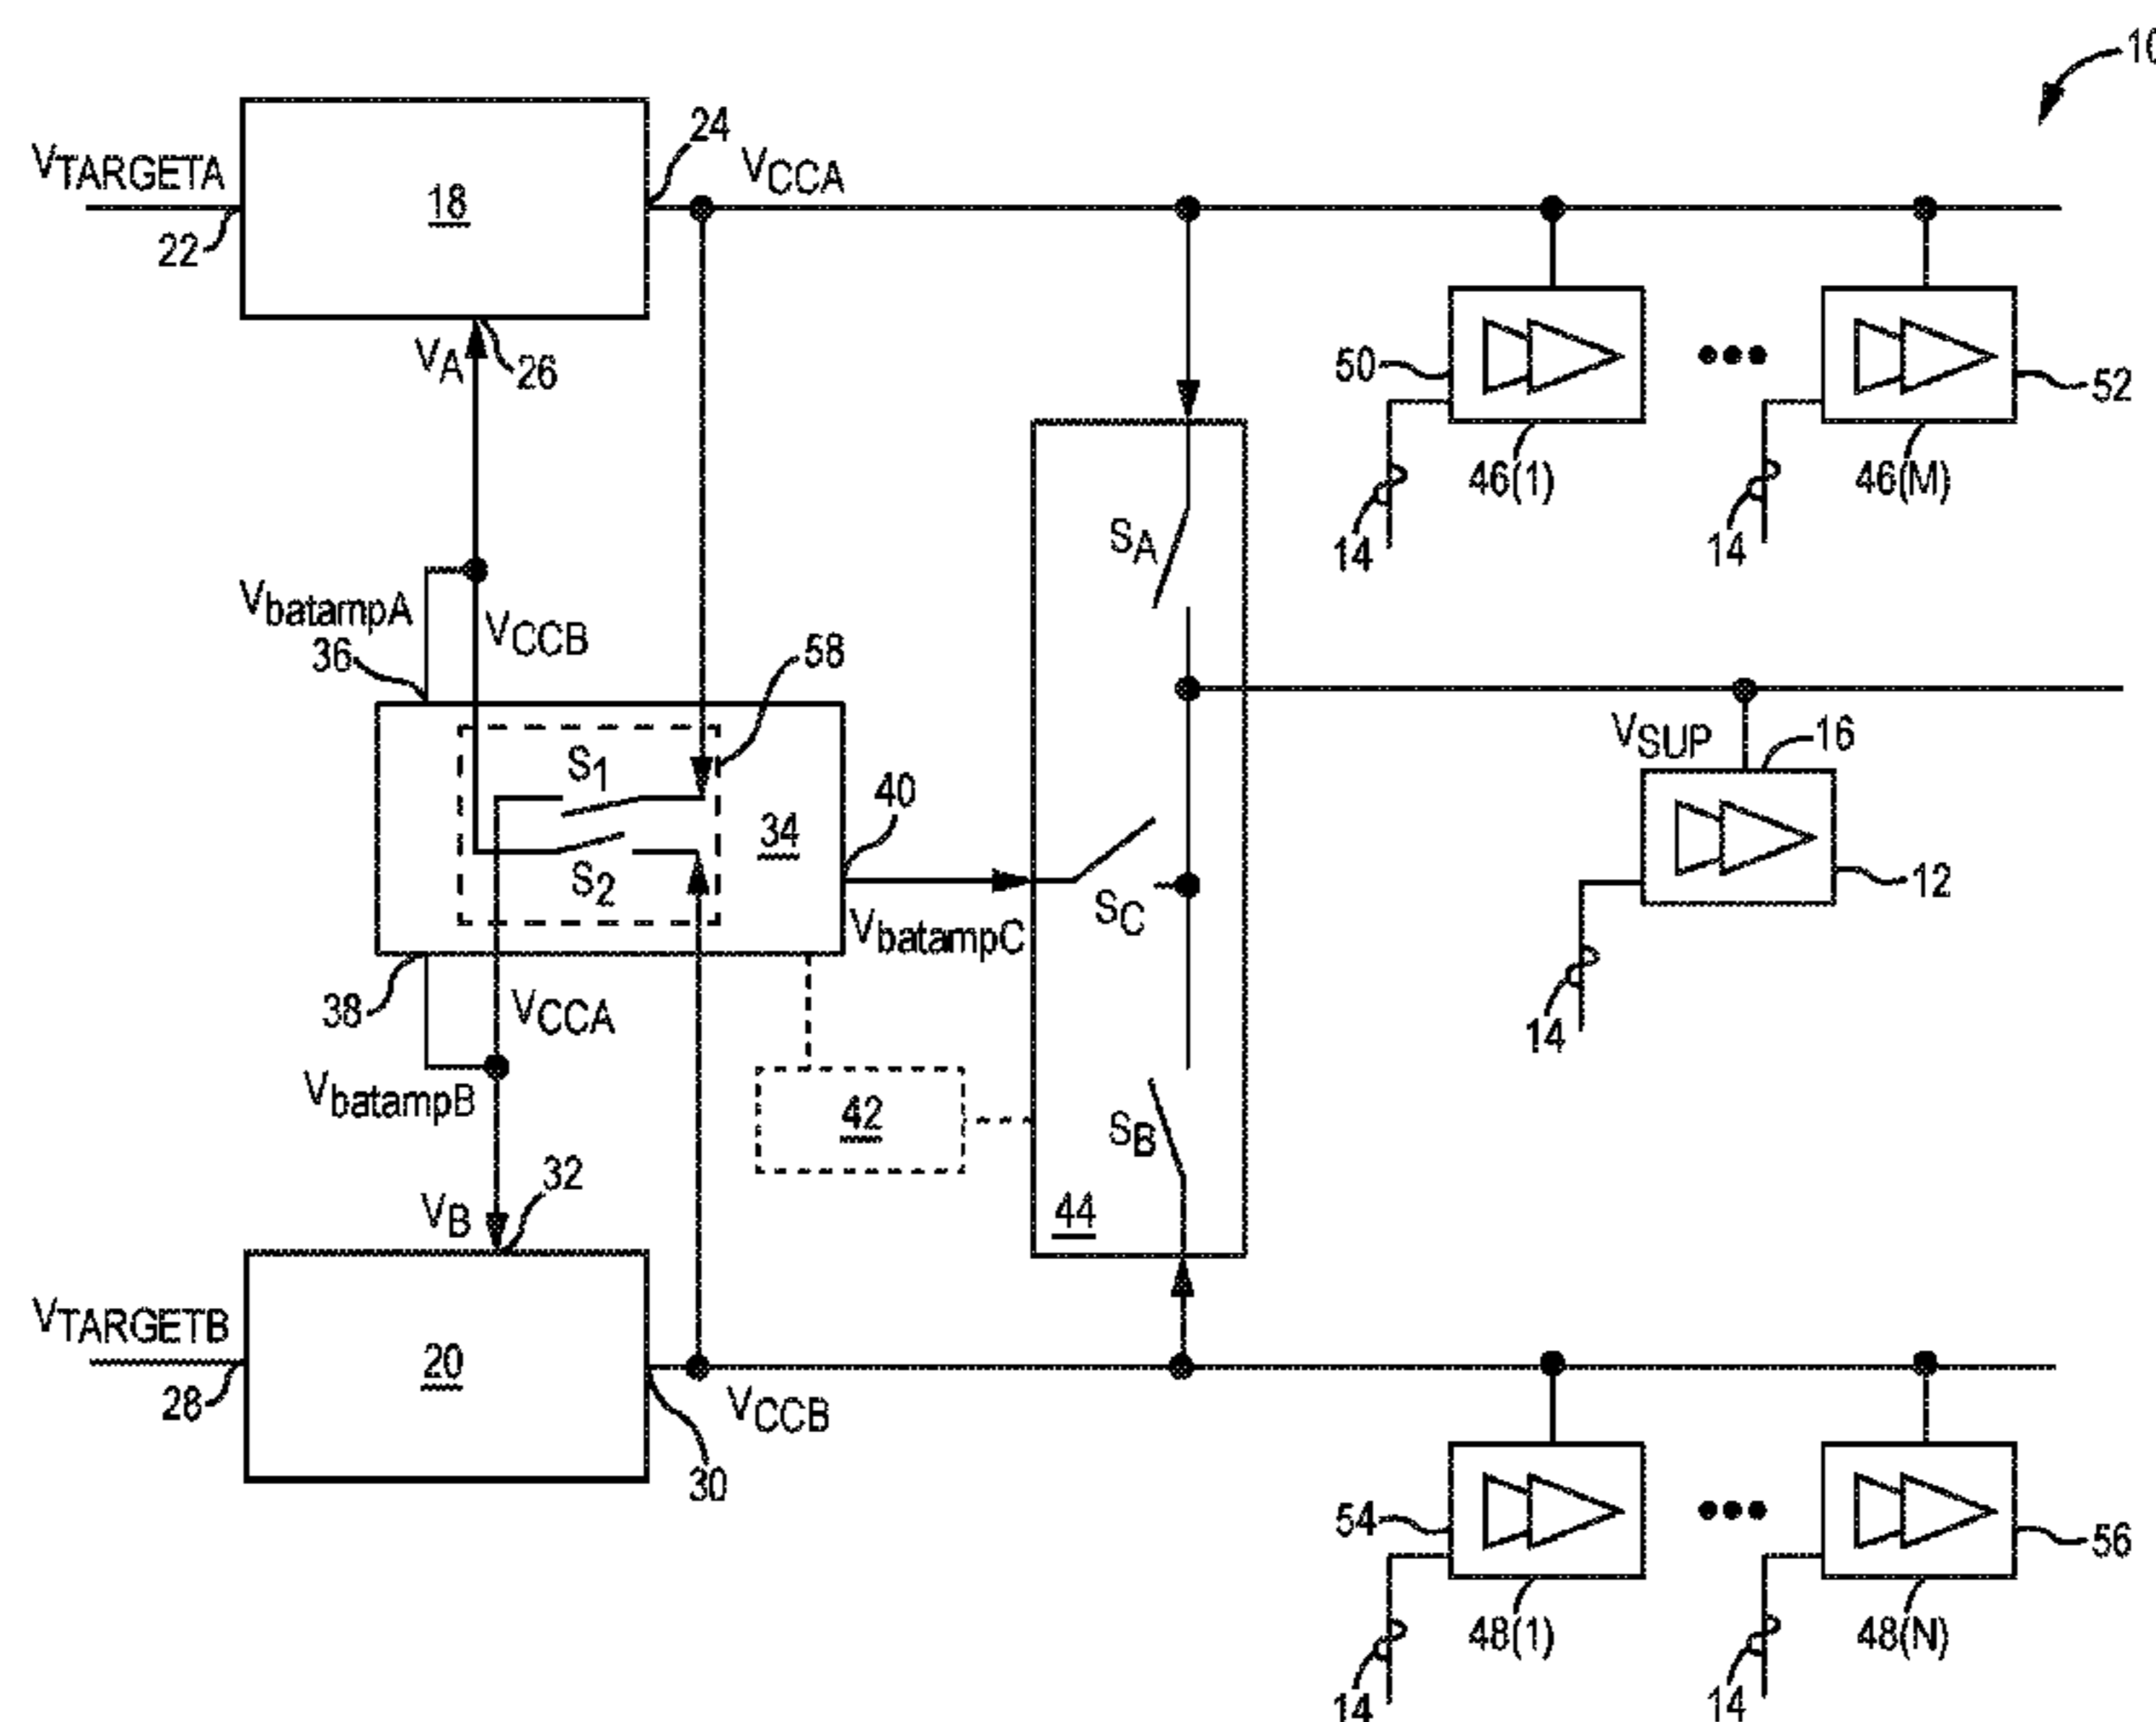 10
24
VTARGETA
VCCA
18
22
VA
26
50
52
46(1)
46(M)
SA
14
14
VbatampA
VCCB
36
58
VSUP
16
S1
40
34
S2
12
SC
VbatampC
38
VCCA
14
VbatampB
42
SB
32
VB
44
VTARGETB
20
28
VCCB
30
54
56
48(1)
48(N)
14
14